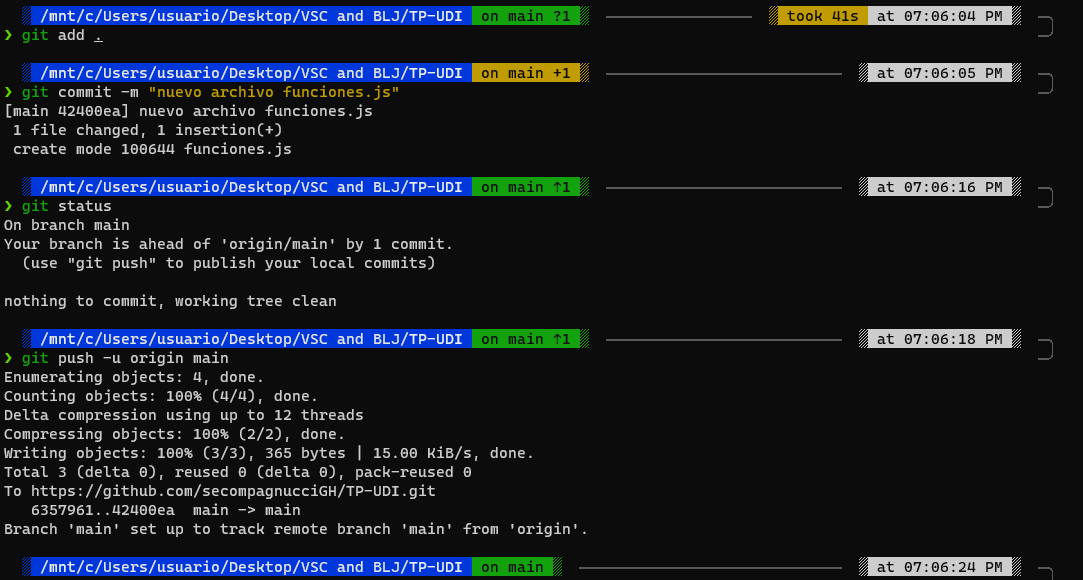 /mnt/c/Users/usuario/Desktop/VSC and BLJ/TP-UDI on main ?1 took 41s at 07:06:04 PM
❯ git add .
/mnt/c/Users/usuario/Desktop/VSC and BLJ/TP-UDI on main +1 at 07:06:05 PM
❯ git commit -m "nuevo archivo funciones.js"
[main 42400ea] nuevo archivo funciones.js
1 file changed, 1 insertion(+)
create mode 100644 funciones.js
/mnt/c/Users/usuario/Desktop/VSC and BLJ/TP-UDI on main ↑1 at 07:06:16 PM
❯ git status
On branch main
Your branch is ahead of 'origin/main' by 1 commit.
(use "git push" to publish your local commits)
nothing to commit, working tree clean
/mnt/c/Users/usuario/Desktop/VSC and BLJ/TP-UDI on main ↑1 at 07:06:18 PM
❯ git push -u origin main
Enumerating objects: 4, done.
Counting objects: 100% (4/4), done.
Delta compression using up to 12 threads
Compressing objects: 100% (2/2), done.
Writing objects: 100% (3/3), 365 bytes | 15.00 KiB/s, done.
Total 3 (delta 0), reused 0 (delta 0), pack-reused 0
To https://github.com/secompagnucciGH/TP-UDI.git
6357961..42400ea main -> main
Branch 'main' set up to track remote branch 'main' from 'origin'.
/mnt/c/Users/usuario/Desktop/VSC and BLJ/TP-UDI on main at 07:06:24 PM